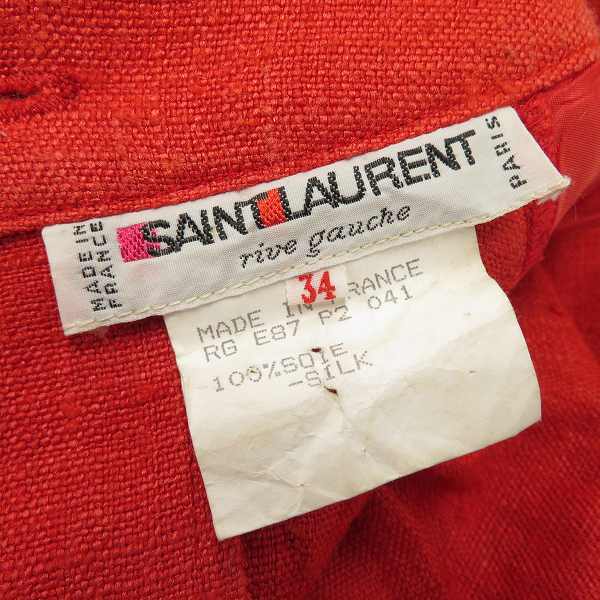 MADE IN
FRANCE
SAINT LAURENT
rive gauche
PARIS
34
MADE IN FRANCE
RG E87 P2 041
100%SOIE
-SILK